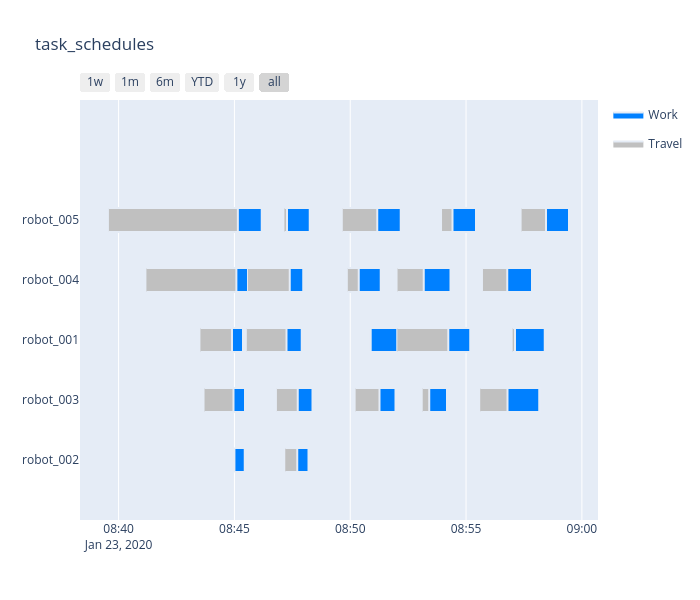 task_schedules
1w 1m 6m YTD 1y all
Work
Travel
robot_005
robot_004
robot_001
robot_003
robot_002
08:40 08:45 08:50 08:55 09:00
Jan 23, 2020